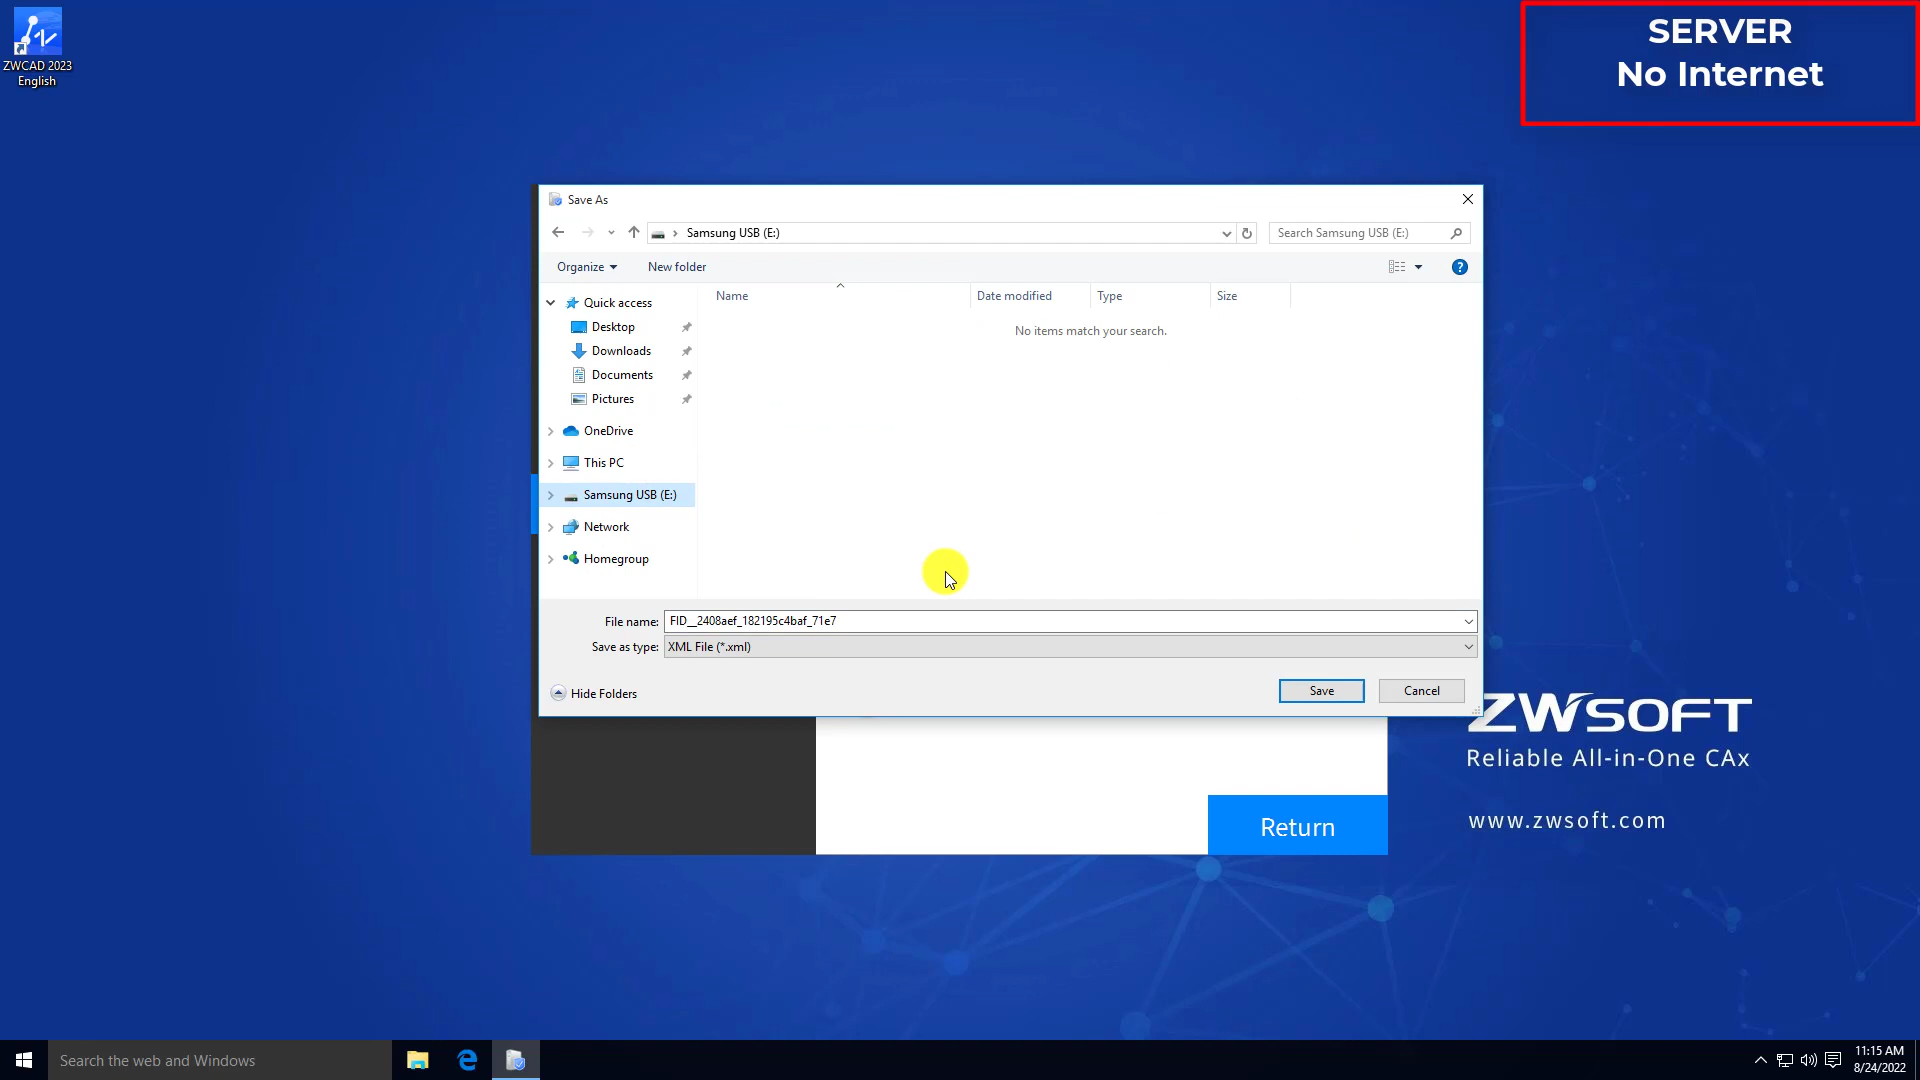 ZWCAD 2023
English
SERVER
No Internet
Save As
Samsung USB (E:)
Search Samsung USB (E:)
Organize
New folder
Name
Date modified
Type
Size
No items match your search.
Quick access
Desktop
Downloads
Documents
Pictures
OneDrive
This PC
Samsung USB (E:)
Network
Homegroup
File name: FID__2408aef_182195c4baf_71e7
Save as type: XML File (*.xml)
Hide Folders
Save
Cancel
Return
ZWSOFT
Reliable All-in-One CAx
www.zwsoft.com
Search the web and Windows
11:15 AM
8/24/2022